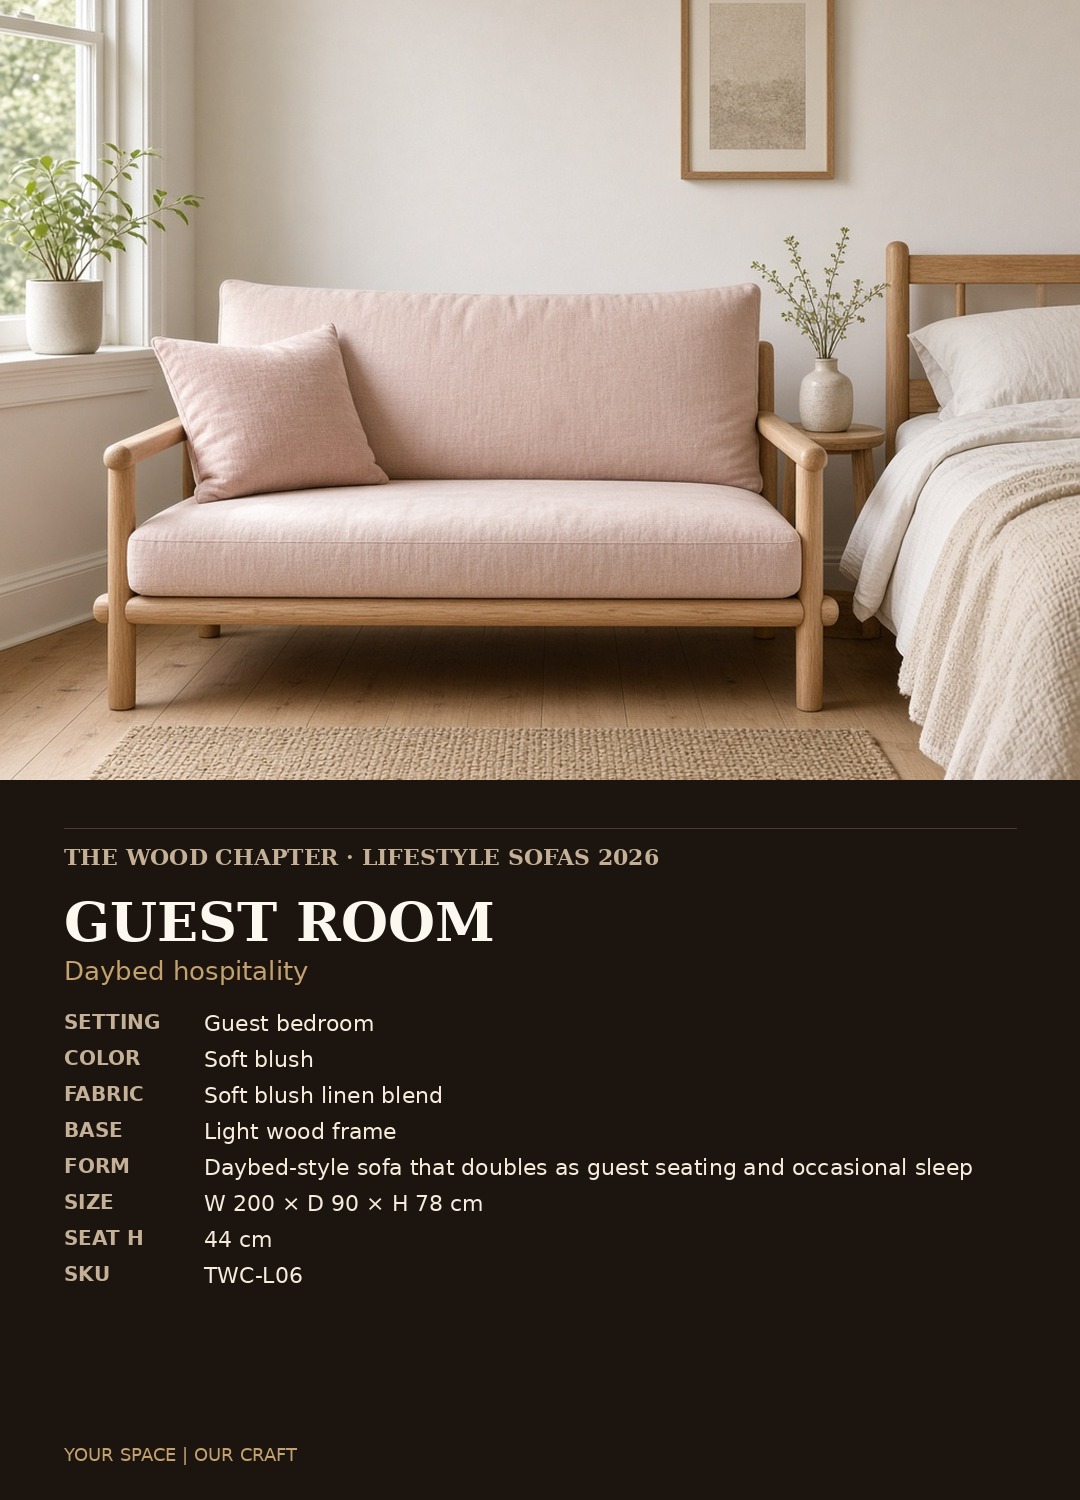 THE WOOD CHAPTER · LIFESTYLE SOFAS 2026
GUEST ROOM
Daybed hospitality
SETTING Guest bedroom
COLOR Soft blush
FABRIC Soft blush linen blend
BASE Light wood frame
FORM Daybed-style sofa that doubles as guest seating and occasional sleep
SIZE W 200 × D 90 × H 78 cm
SEAT H 44 cm
SKU TWC-L06
YOUR SPACE | OUR CRAFT